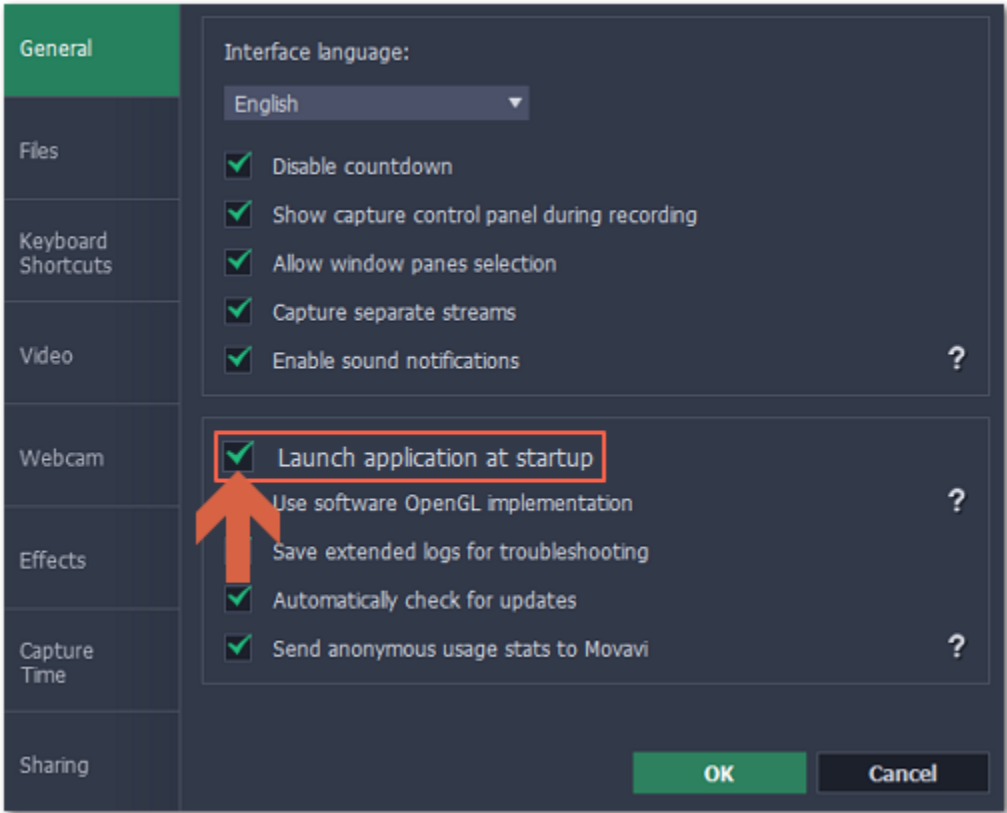 General
Files
Keyboard
Shortcuts
Video
Webcam
Effects
Capture
Time
Sharing
Interface language:
English
Disable countdown
Show capture control panel during recording
Allow window panes selection
Capture separate streams
Enable sound notifications
?
Launch application at startup
Use software OpenGL implementation
?
Save extended logs for troubleshooting
Automatically check for updates
Send anonymous usage stats to Movavi
?
OK
Cancel